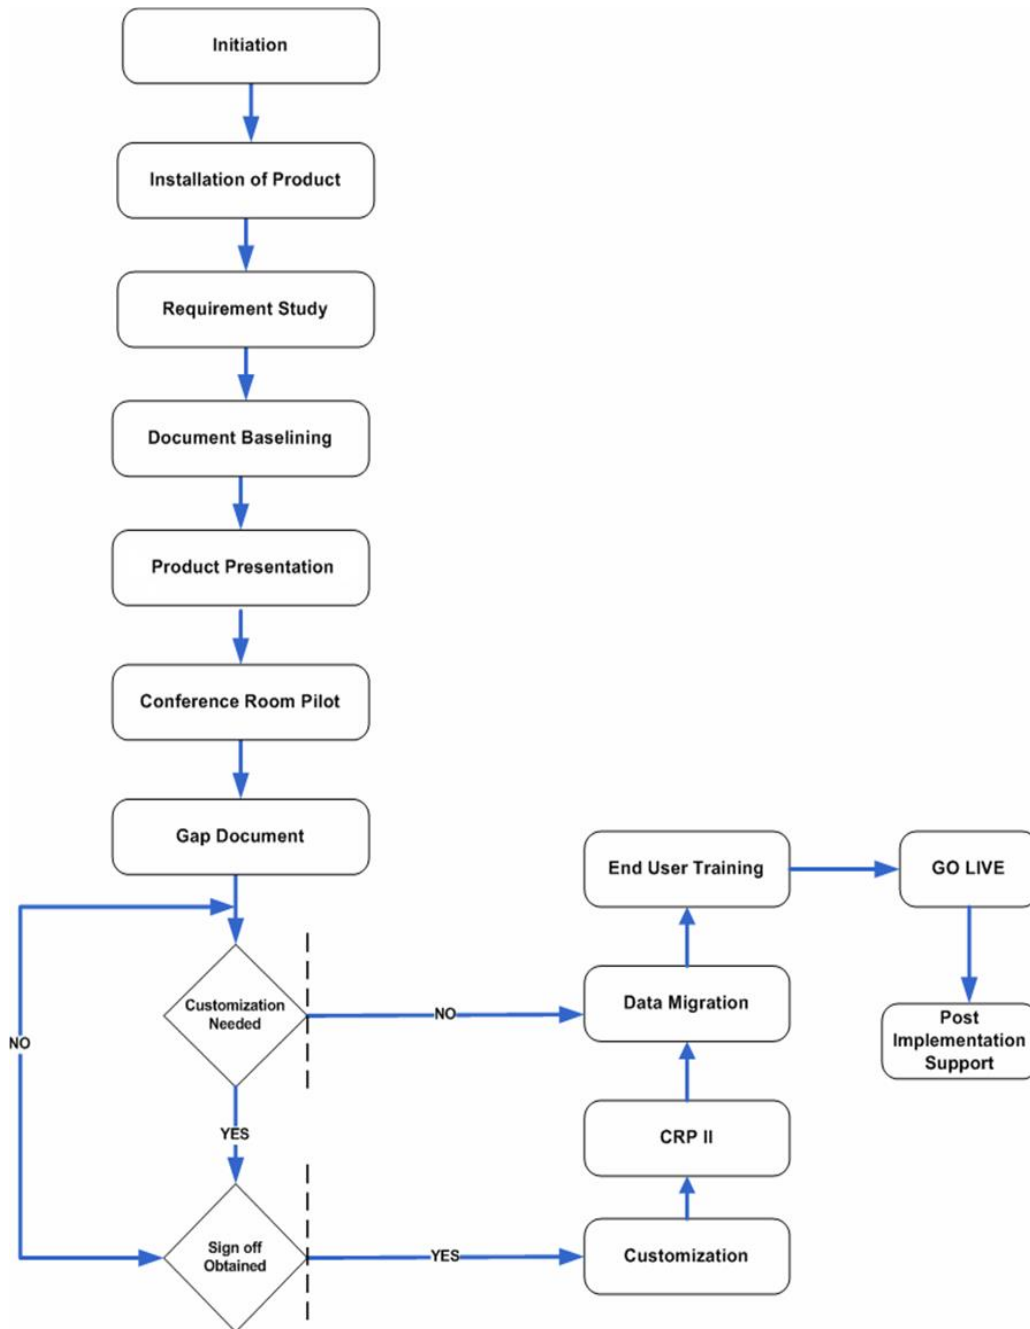 Initiation
Installation of Product
Requirement Study
Document Baselining
Product Presentation
Conference Room Pilot
Gap Document
End User Training
GO LIVE
Customization
Needed
NO
Data Migration
Post
Implementation
Support
NO
YES
CRP II
Sign off
Obtained
YES
Customization